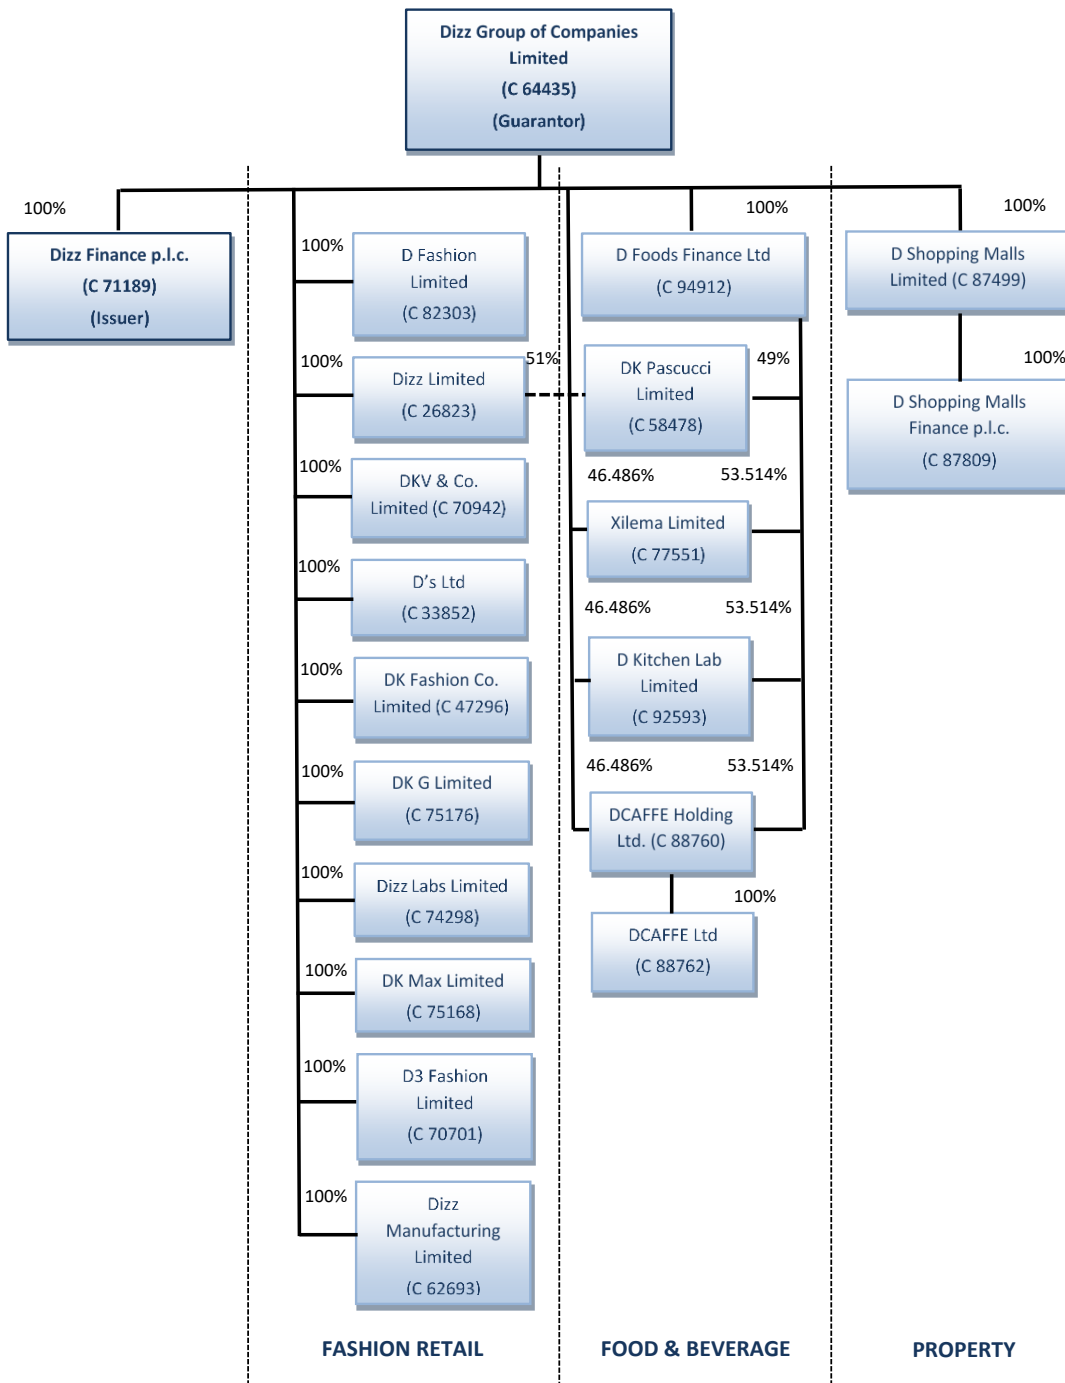 Dizz Group of Companies
Limited
(C 64435)
(Guarantor)
100%
Dizz Finance p.l.c.
(C 71189)
(Issuer)
100%
D Fashion
Limited
(C 82303)
100%
Dizz Limited
(C 26823)
51%
100%
DKV & Co.
Limited (C 70942)
100%
D's Ltd
(C 33852)
100%
DK Fashion Co.
Limited (C 47296)
100%
DK G Limited
(C 75176)
100%
Dizz Labs Limited
(C 74298)
100%
DK Max Limited
(C 75168)
100%
D3 Fashion
Limited
(C 70701)
100%
Dizz
Manufacturing
Limited
(C 62693)
FASHION RETAIL
100%
D Foods Finance Ltd
(C 94912)
DK Pascucci
Limited
(C 58478)
49%
46.486%
53.514%
Xilema Limited
(C 77551)
46.486%
53.514%
D Kitchen Lab
Limited
(C 92593)
46.486%
53.514%
DCAFFE Holding
Ltd. (C 88760)
100%
DCAFFE Ltd
(C 88762)
FOOD & BEVERAGE
100%
D Shopping Malls
Limited (C 87499)
100%
D Shopping Malls
Finance p.l.c.
(C 87809)
PROPERTY